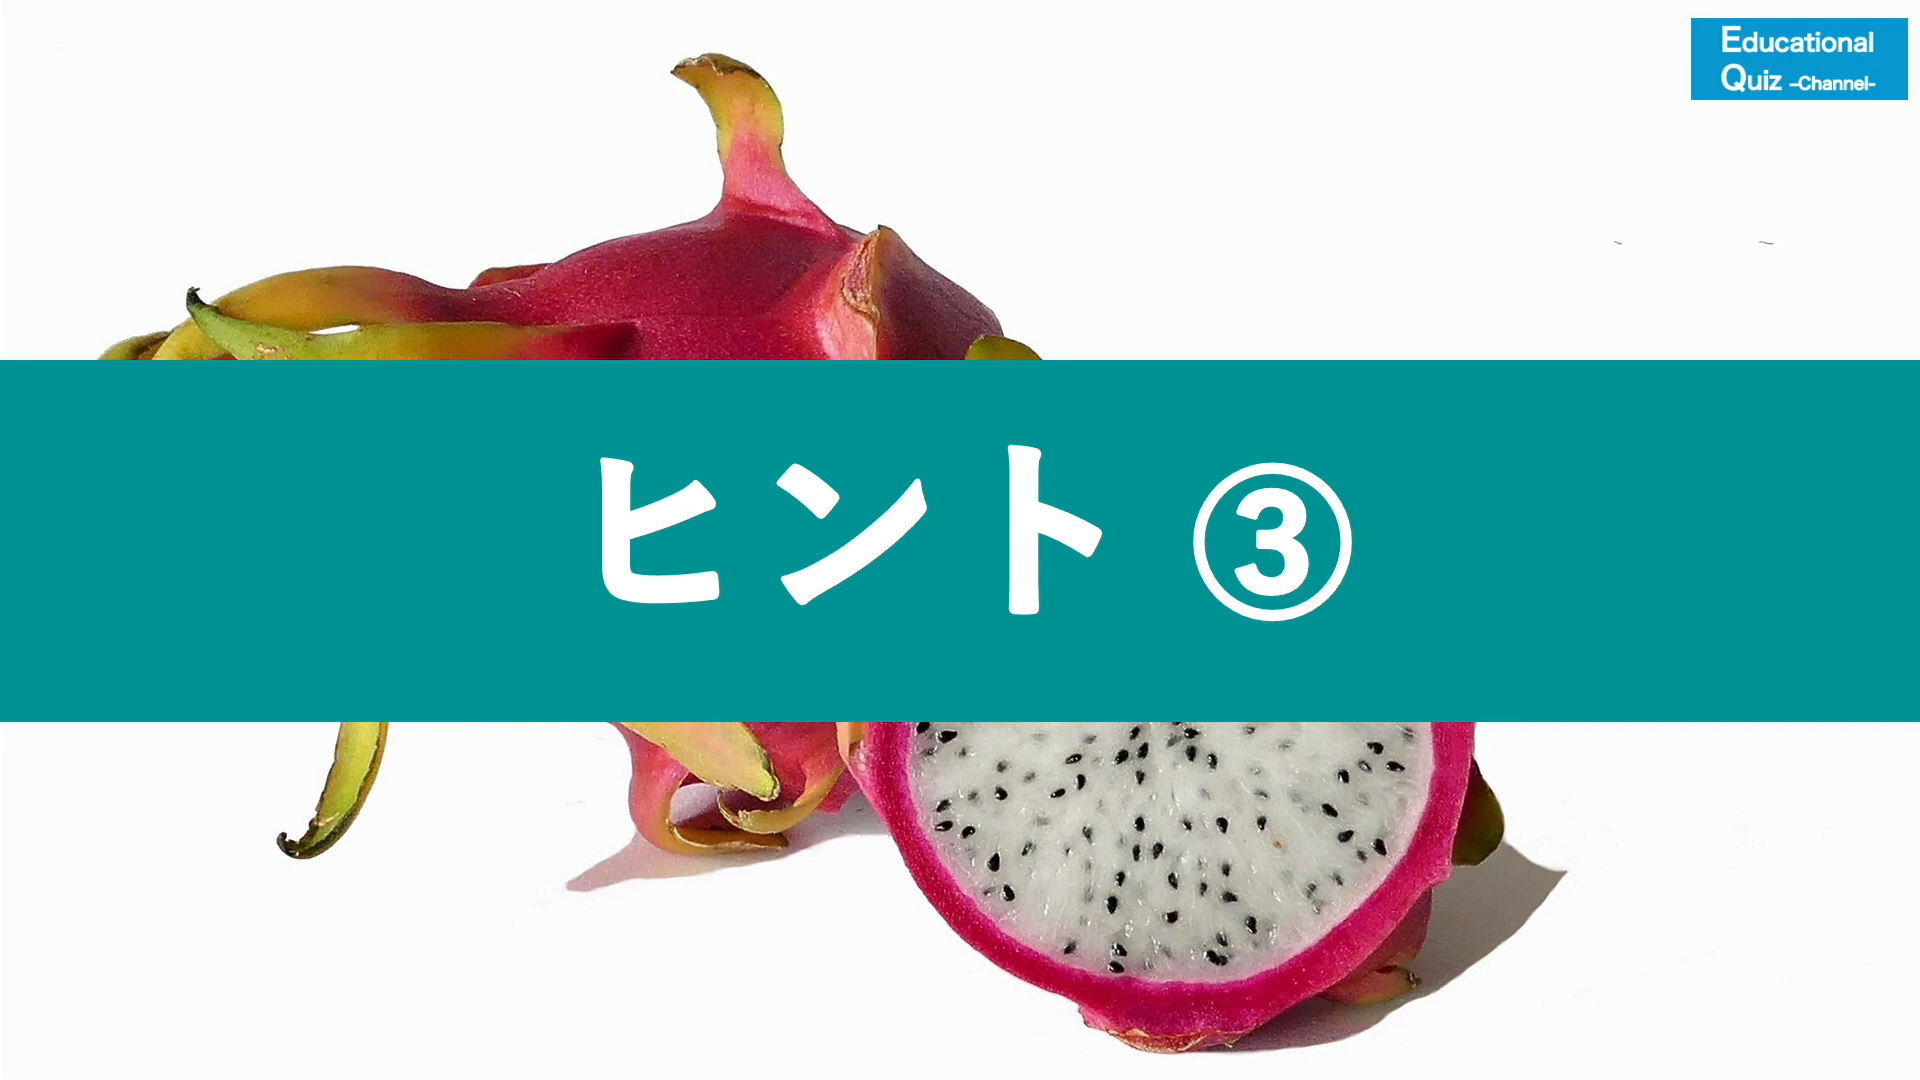 Educational
Quiz -Channel-
ヒント ③